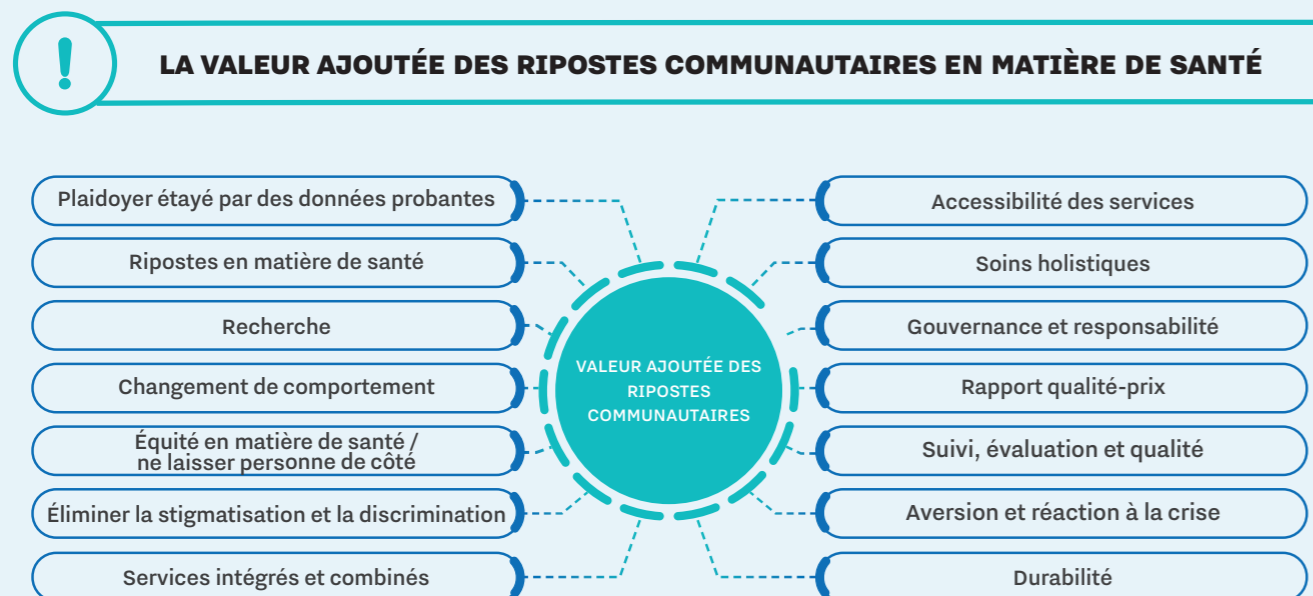 !
LA VALEUR AJOUTÉE DES RIPOSTES COMMUNAUTAIRES EN MATIÈRE DE SANTÉ
Plaidoyer étayé par des données probantes
Ripostes en matière de santé
Recherche
Changement de comportement
Équité en matière de santé /
ne laisser personne de côté
Éliminer la stigmatisation et la discrimination
Services intégrés et combinés
VALEUR AJOUTÉE DES
RIPOSTES
COMMUNAUTAIRES
Accessibilité des services
Soins holistiques
Gouvernance et responsabilité
Rapport qualité-prix
Suivi, évaluation et qualité
Aversion et réaction à la crise
Durabilité